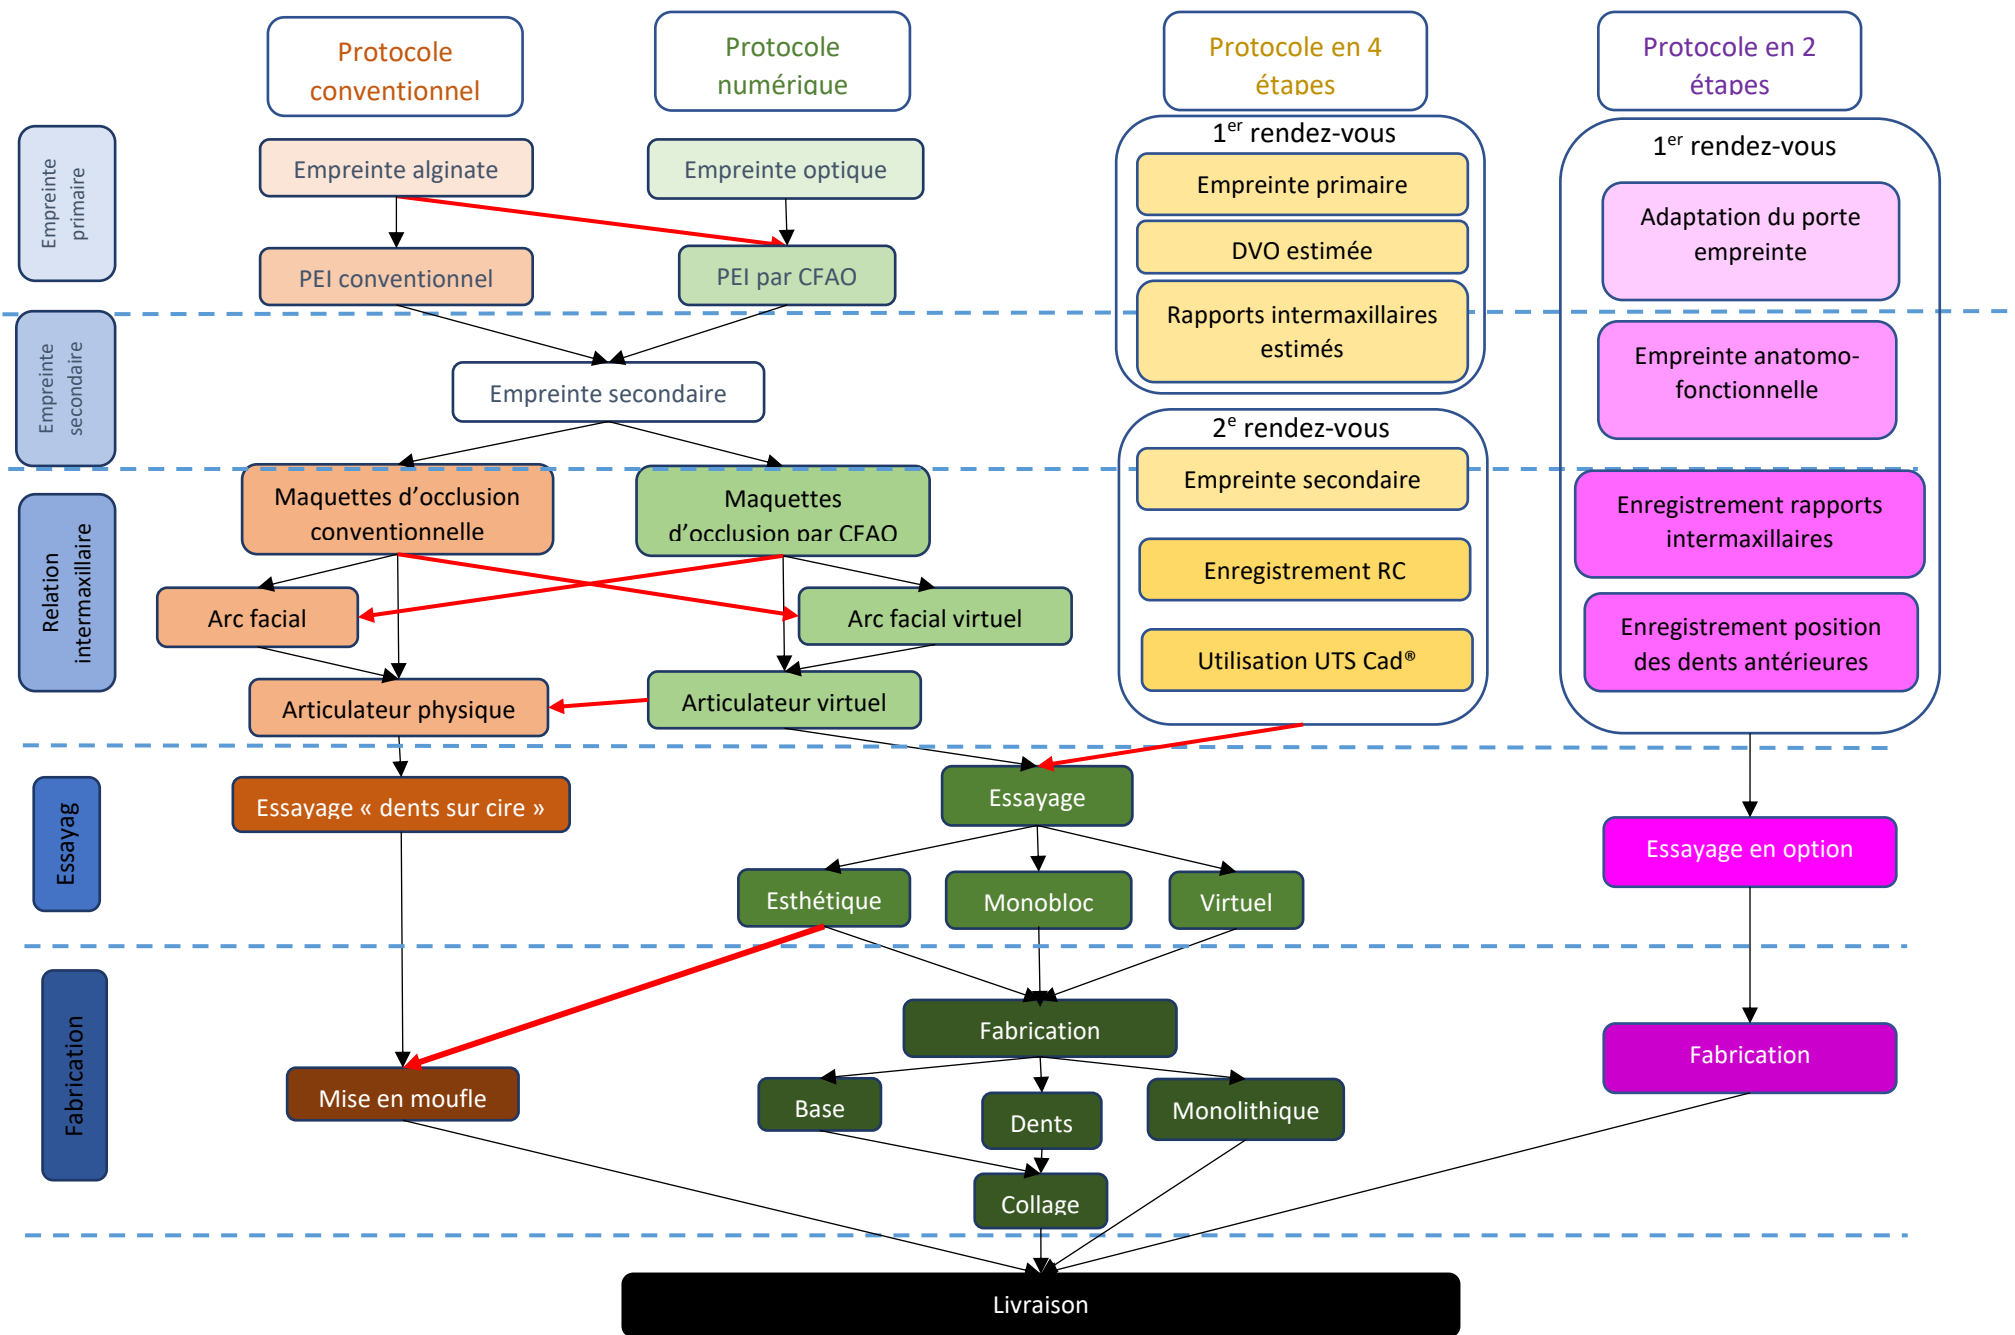 Protocole
conventionnel
Protocole
numérique
Protocole en 4
étapes
Protocole en 2
étapes
Empreinte
primaire
Empreinte alginate
Empreinte optique
PEI conventionnel
PEI par CFAO
1er rendez-vous
Empreinte primaire
DVO estimée
Rapports intermaxillaires
estimés
1er rendez-vous
Adaptation du porte
empreinte
Empreinte
secondaire
Empreinte secondaire
Empreinte anatomo-
fonctionnelle
2e rendez-vous
Empreinte secondaire
Enregistrement RC
Utilisation UTS Cad®
Relation
intermaxillaire
Maquettes d’occlusion
conventionnelle
Maquettes
d’occlusion par CFAO
Arc facial
Arc facial virtuel
Articulateur physique
Articulateur virtuel
Enregistrement rapports
intermaxillaires
Enregistrement position
des dents antérieures
Essayag
Essayage « dents sur cire »
Essayage
Esthétique
Monobloc
Virtuel
Essayage en option
Fabrication
Mise en moufle
Fabrication
Base
Dents
Monolithique
Collage
Fabrication
Livraison